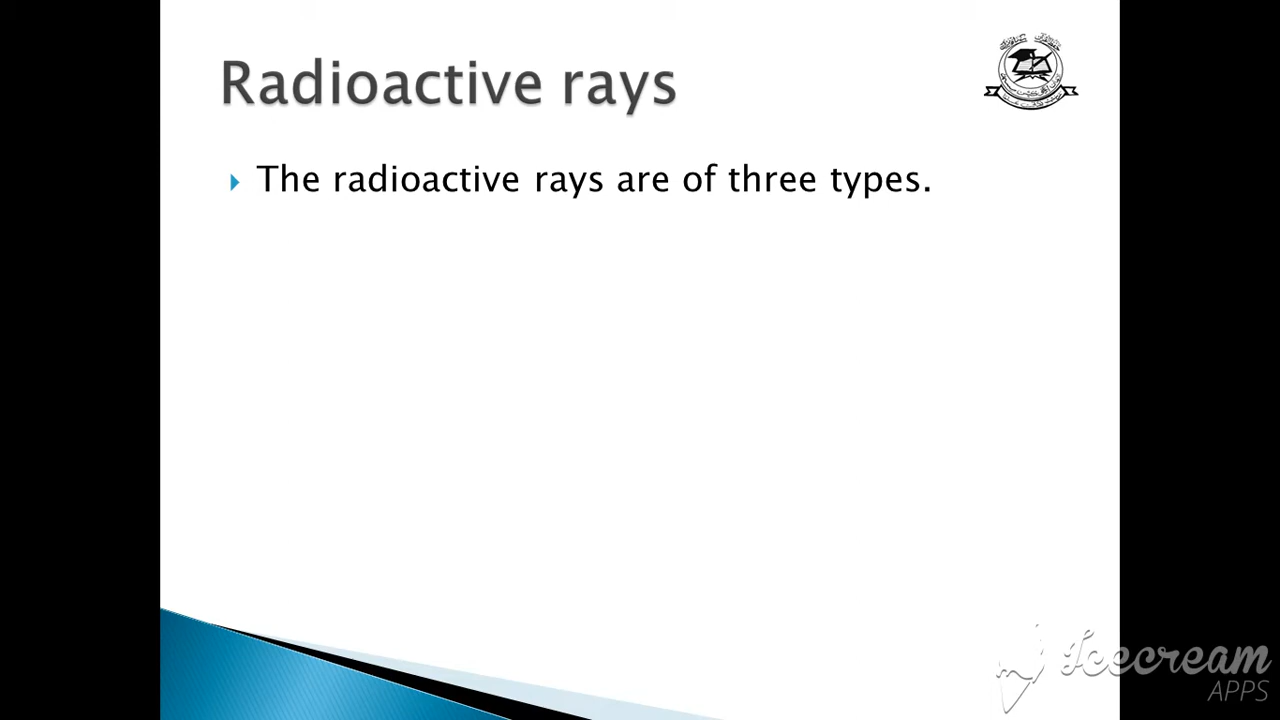 Radioactive rays
The radioactive rays are of three types.
Icecream
APPS